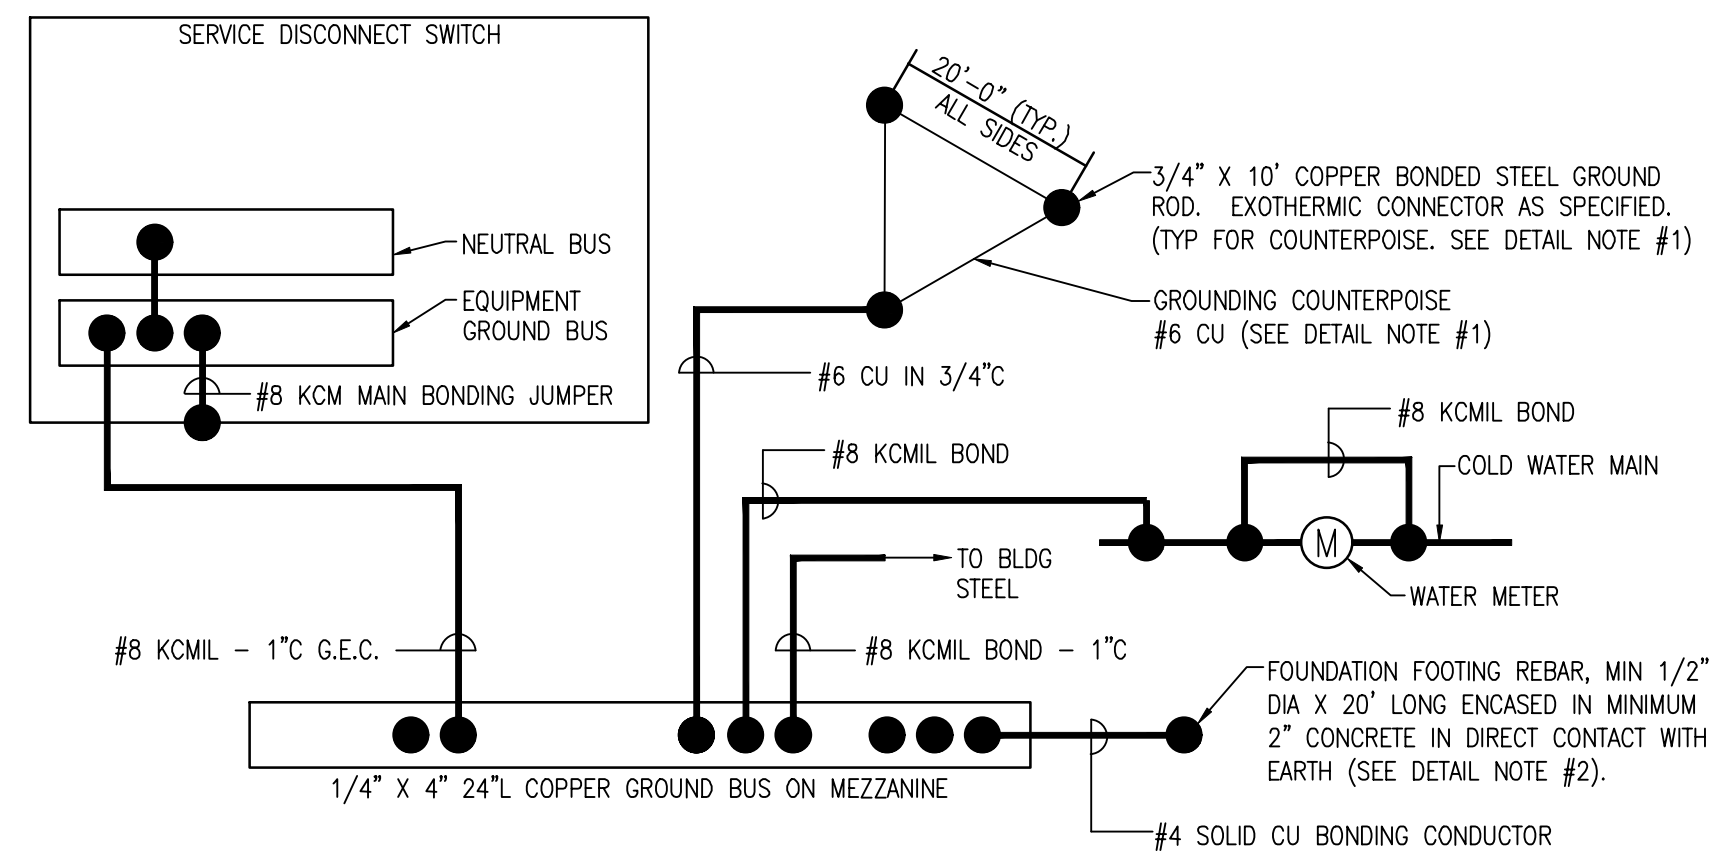 SERVICE DISCONNECT SWITCH
NEUTRAL BUS
EQUIPMENT
GROUND BUS
#8 KCM MAIN BONDING JUMPER
20'-0" (TYP.)
ALL SIDES
3/4" X 10' COPPER BONDED STEEL GROUND
ROD. EXOTHERMIC CONNECTOR AS SPECIFIED.
(TYP FOR COUNTERPOISE. SEE DETAIL NOTE #1)
GROUNDING COUNTERPOISE
#6 CU (SEE DETAIL NOTE #1)
#6 CU IN 3/4"C
#8 KCMIL BOND
#8 KCMIL BOND
COLD WATER MAIN
M
WATER METER
TO BLDG
STEEL
#8 KCMIL - 1"C G.E.C.
#8 KCMIL BOND - 1"C
FOUNDATION FOOTING REBAR, MIN 1/2"
DIA X 20' LONG ENCASED IN MINIMUM
2" CONCRETE IN DIRECT CONTACT WITH
EARTH (SEE DETAIL NOTE #2).
1/4" X 4" 24"L COPPER GROUND BUS ON MEZZANINE
#4 SOLID CU BONDING CONDUCTOR